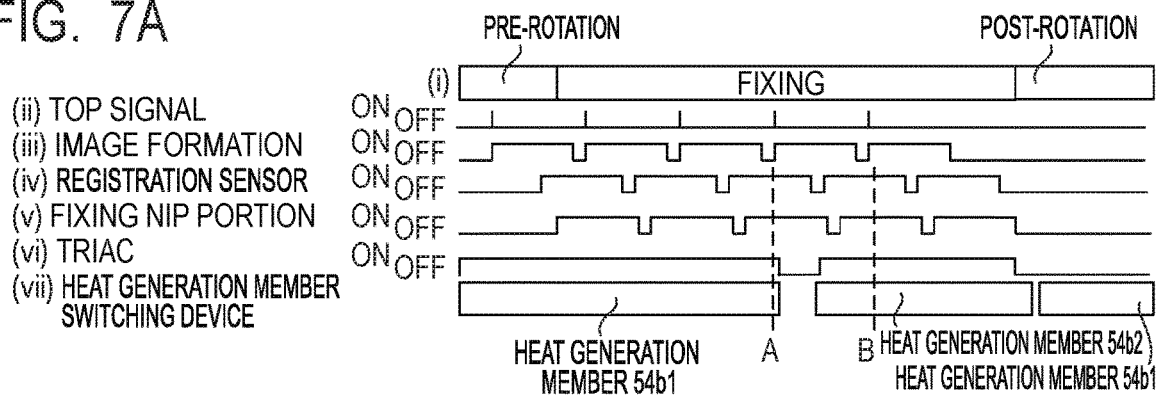 FIG. 7A
PRE-ROTATION
POST-ROTATION
(i)
FIXING
(ii) TOP SIGNAL
ON
OFF
(iii) IMAGE FORMATION
ON
OFF
(iv) REGISTRATION SENSOR
ON
OFF
(v) FIXING NIP PORTION
ON
OFF
(vi) TRIAC
ON
OFF
(vii) HEAT GENERATION MEMBER
SWITCHING DEVICE
HEAT GENERATION
MEMBER 54b1
A
B
HEAT GENERATION MEMBER 54b2
HEAT GENERATION MEMBER 54b1